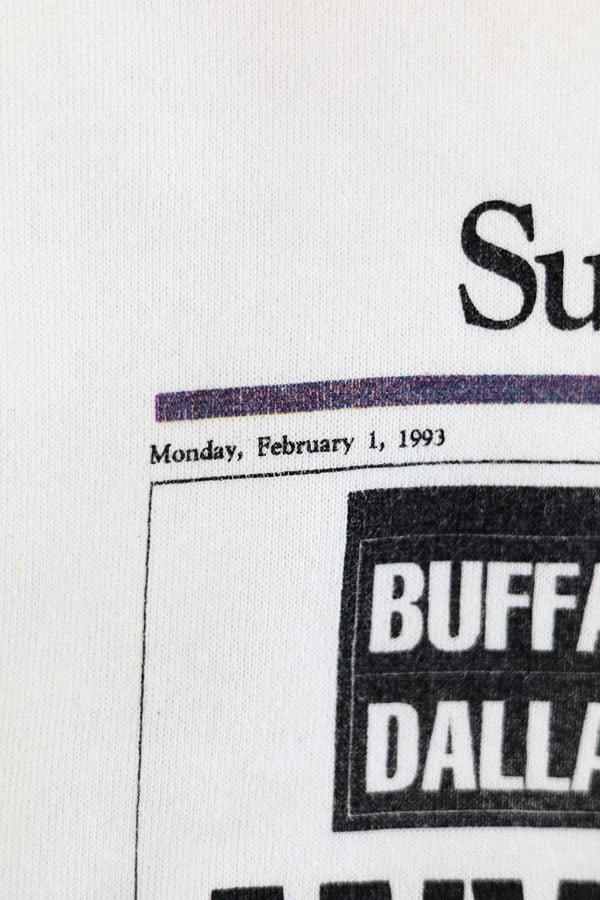 Su
Monday, February 1, 1993
BUFFA
DALLA